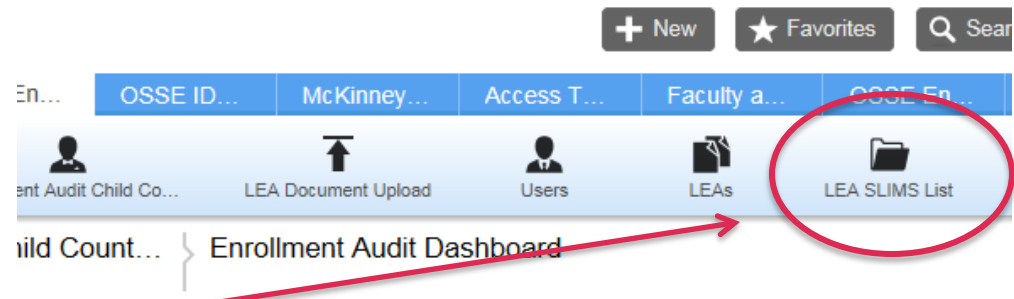 New Favorites Sear
En... OSSE ID... McKinney... Access T... Faculty a... OSSE En...
ent Audit Child Co... LEA Document Upload Users LEAs LEA SLIMS List
hild Count... Enrollment Audit Dashboard